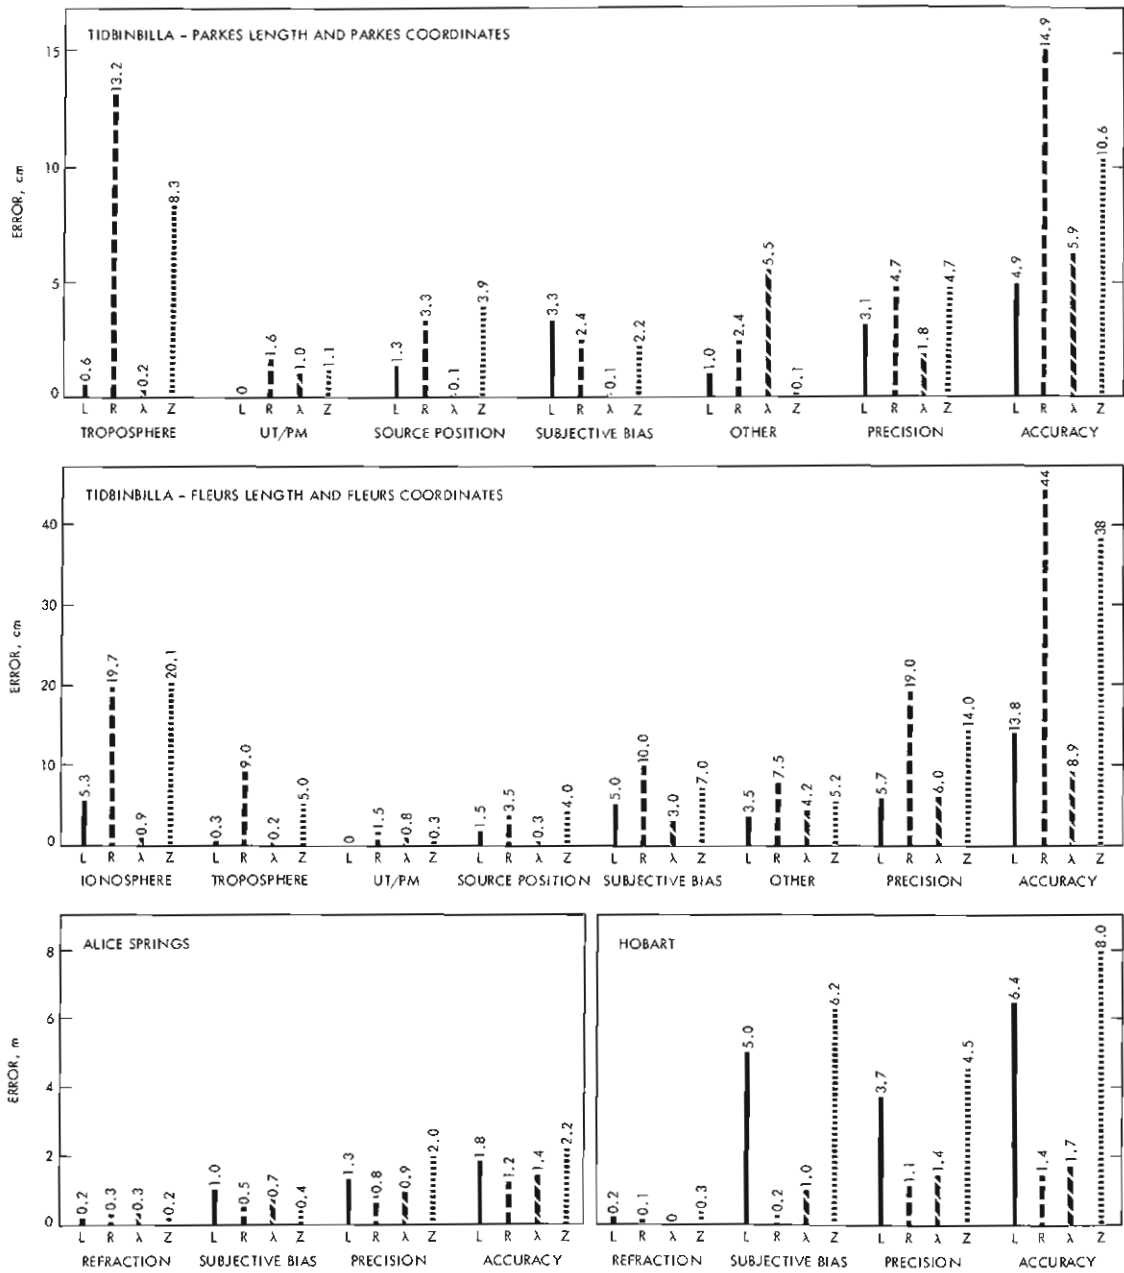 TIDBINBILLA - PARKES LENGTH AND PARKES COORDINATES
ERROR, cm
15
10
5
0
0.6 13.2 0.2 8.3
0 1.6 1.0 1.1
1.3 3.3 0.1 3.9
3.3 2.4 0.1 2.2
1.0 2.4 5.5 0.1
3.1 4.7 1.8 4.7
4.9 14.9 5.9 10.6
L R λ Z L R λ Z L R λ Z L R λ Z L R λ Z L R λ Z L R λ Z
TROPOSPHERE UT/PM SOURCE POSITION SUBJECTIVE BIAS OTHER PRECISION ACCURACY
TIDBINBILLA - FLEURS LENGTH AND FLEURS COORDINATES
ERROR, cm
40
30
20
10
0
5.3 19.7 0.9 20.1
0.3 9.0 0.2 5.0
0 1.5 0.8 0.3
1.5 3.5 0.3 4.0
5.0 10.0 3.0 7.0
3.5 7.5 4.2 5.2
5.7 19.0 6.0 14.0
13.8 44 8.9 38
L R λ Z L R λ Z L R λ Z L R λ Z L R λ Z L R λ Z L R λ Z L R λ Z
IONOSPHERE TROPOSPHERE UT/PM SOURCE POSITION SUBJECTIVE BIAS OTHER PRECISION ACCURACY
ALICE SPRINGS
ERROR, m
8
6
4
2
0
0.2 0.3 0.3 0.2
1.0 0.5 0.7 0.4
1.3 0.8 0.9 2.0
1.8 1.2 1.4 2.2
L R λ Z L R λ Z L R λ Z L R λ Z
REFRACTION SUBJECTIVE BIAS PRECISION ACCURACY
HOBART
0.2 0.1 0 0.3
5.0 0.2 1.0 6.2
3.7 1.1 1.4 4.5
6.4 1.4 1.7 8.0
L R λ Z L R λ Z L R λ Z L R λ Z
REFRACTION SUBJECTIVE BIAS PRECISION ACCURACY